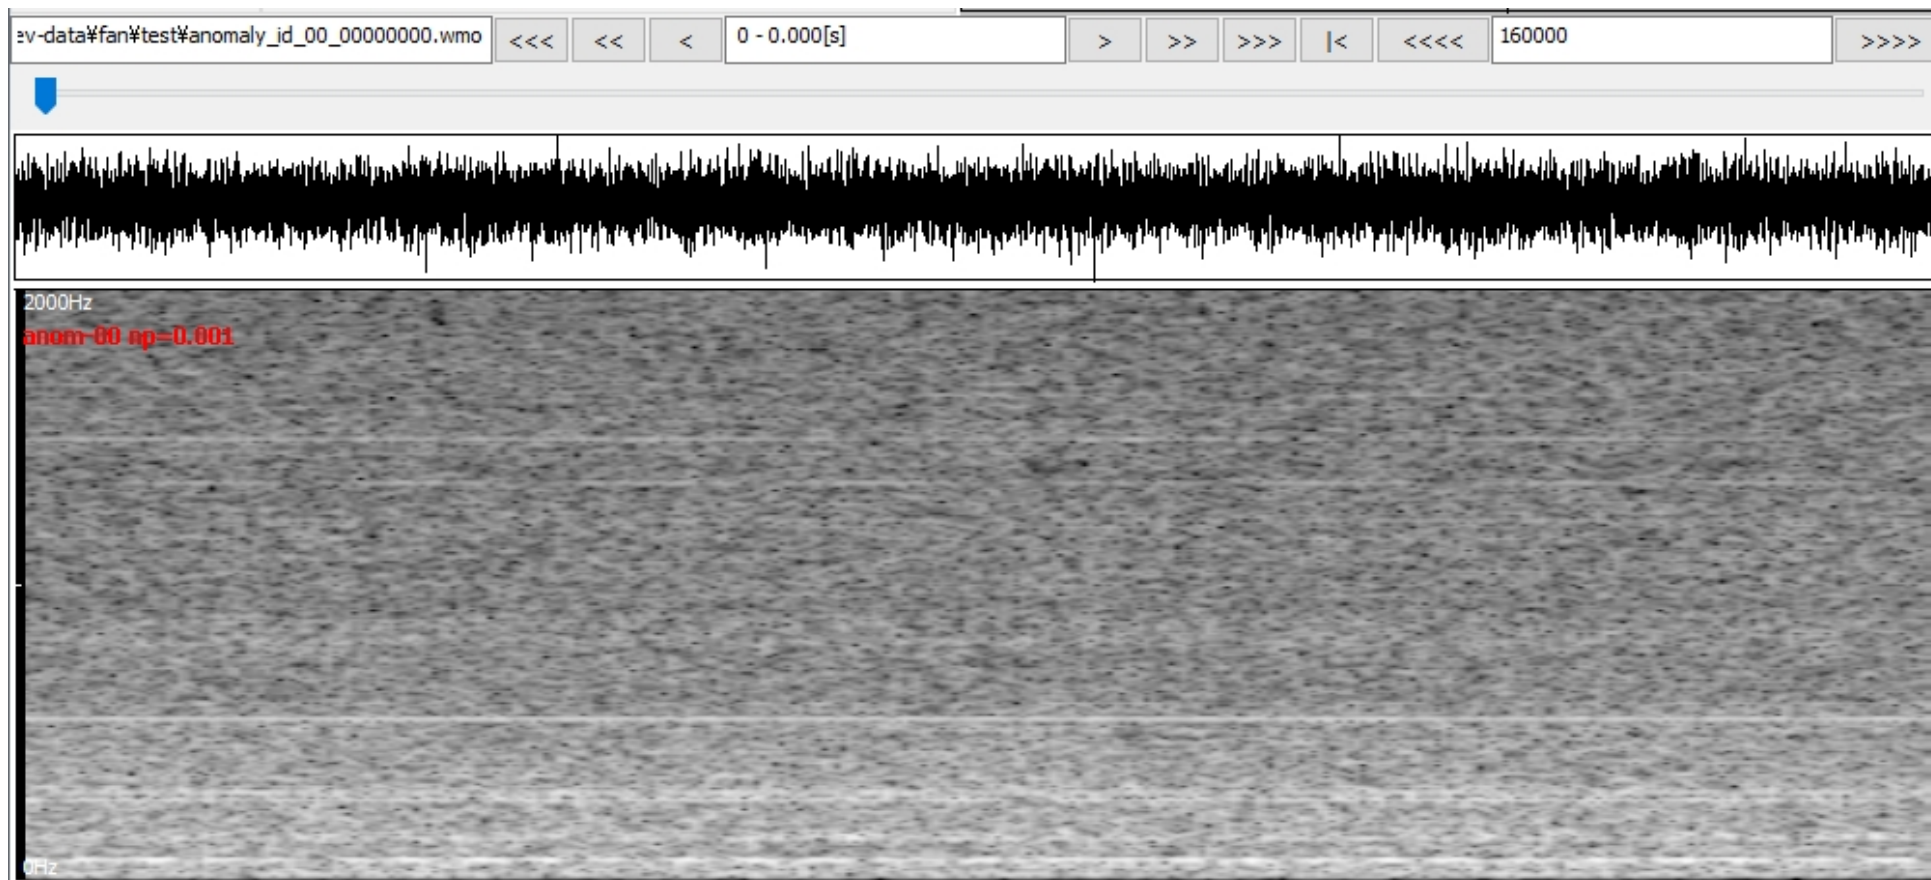 ev-data¥fan¥test¥anomaly_id_00_00000000.wmo <<< << < 0 - 0.000[s] > >> >>> |< <<<< 160000 >>>>
2000Hz
anom-00 np=0.001
0Hz